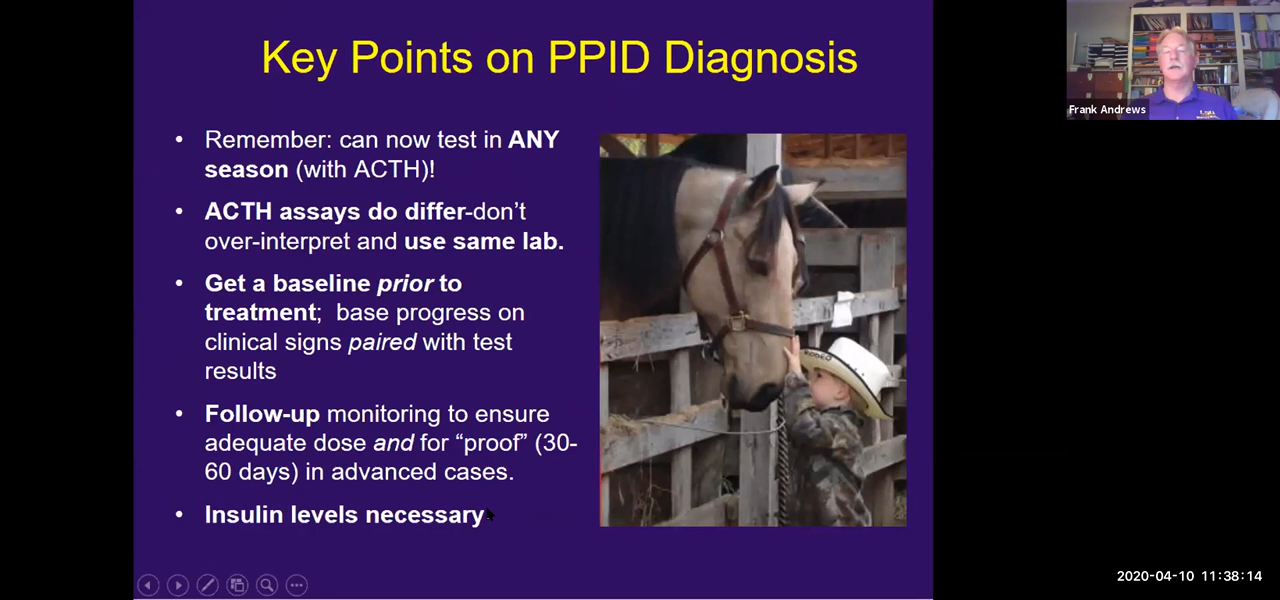 Key Points on PPID Diagnosis
• Remember: can now test in ANY
season (with ACTH)!
• ACTH assays do differ-don’t
over-interpret and use same lab.
• Get a baseline prior to
treatment; base progress on
clinical signs paired with test
results
• Follow-up monitoring to ensure
adequate dose and for “proof” (30-
60 days) in advanced cases.
• Insulin levels necessary
RODEO
Frank Andrews
2020-04-10 11:38:14